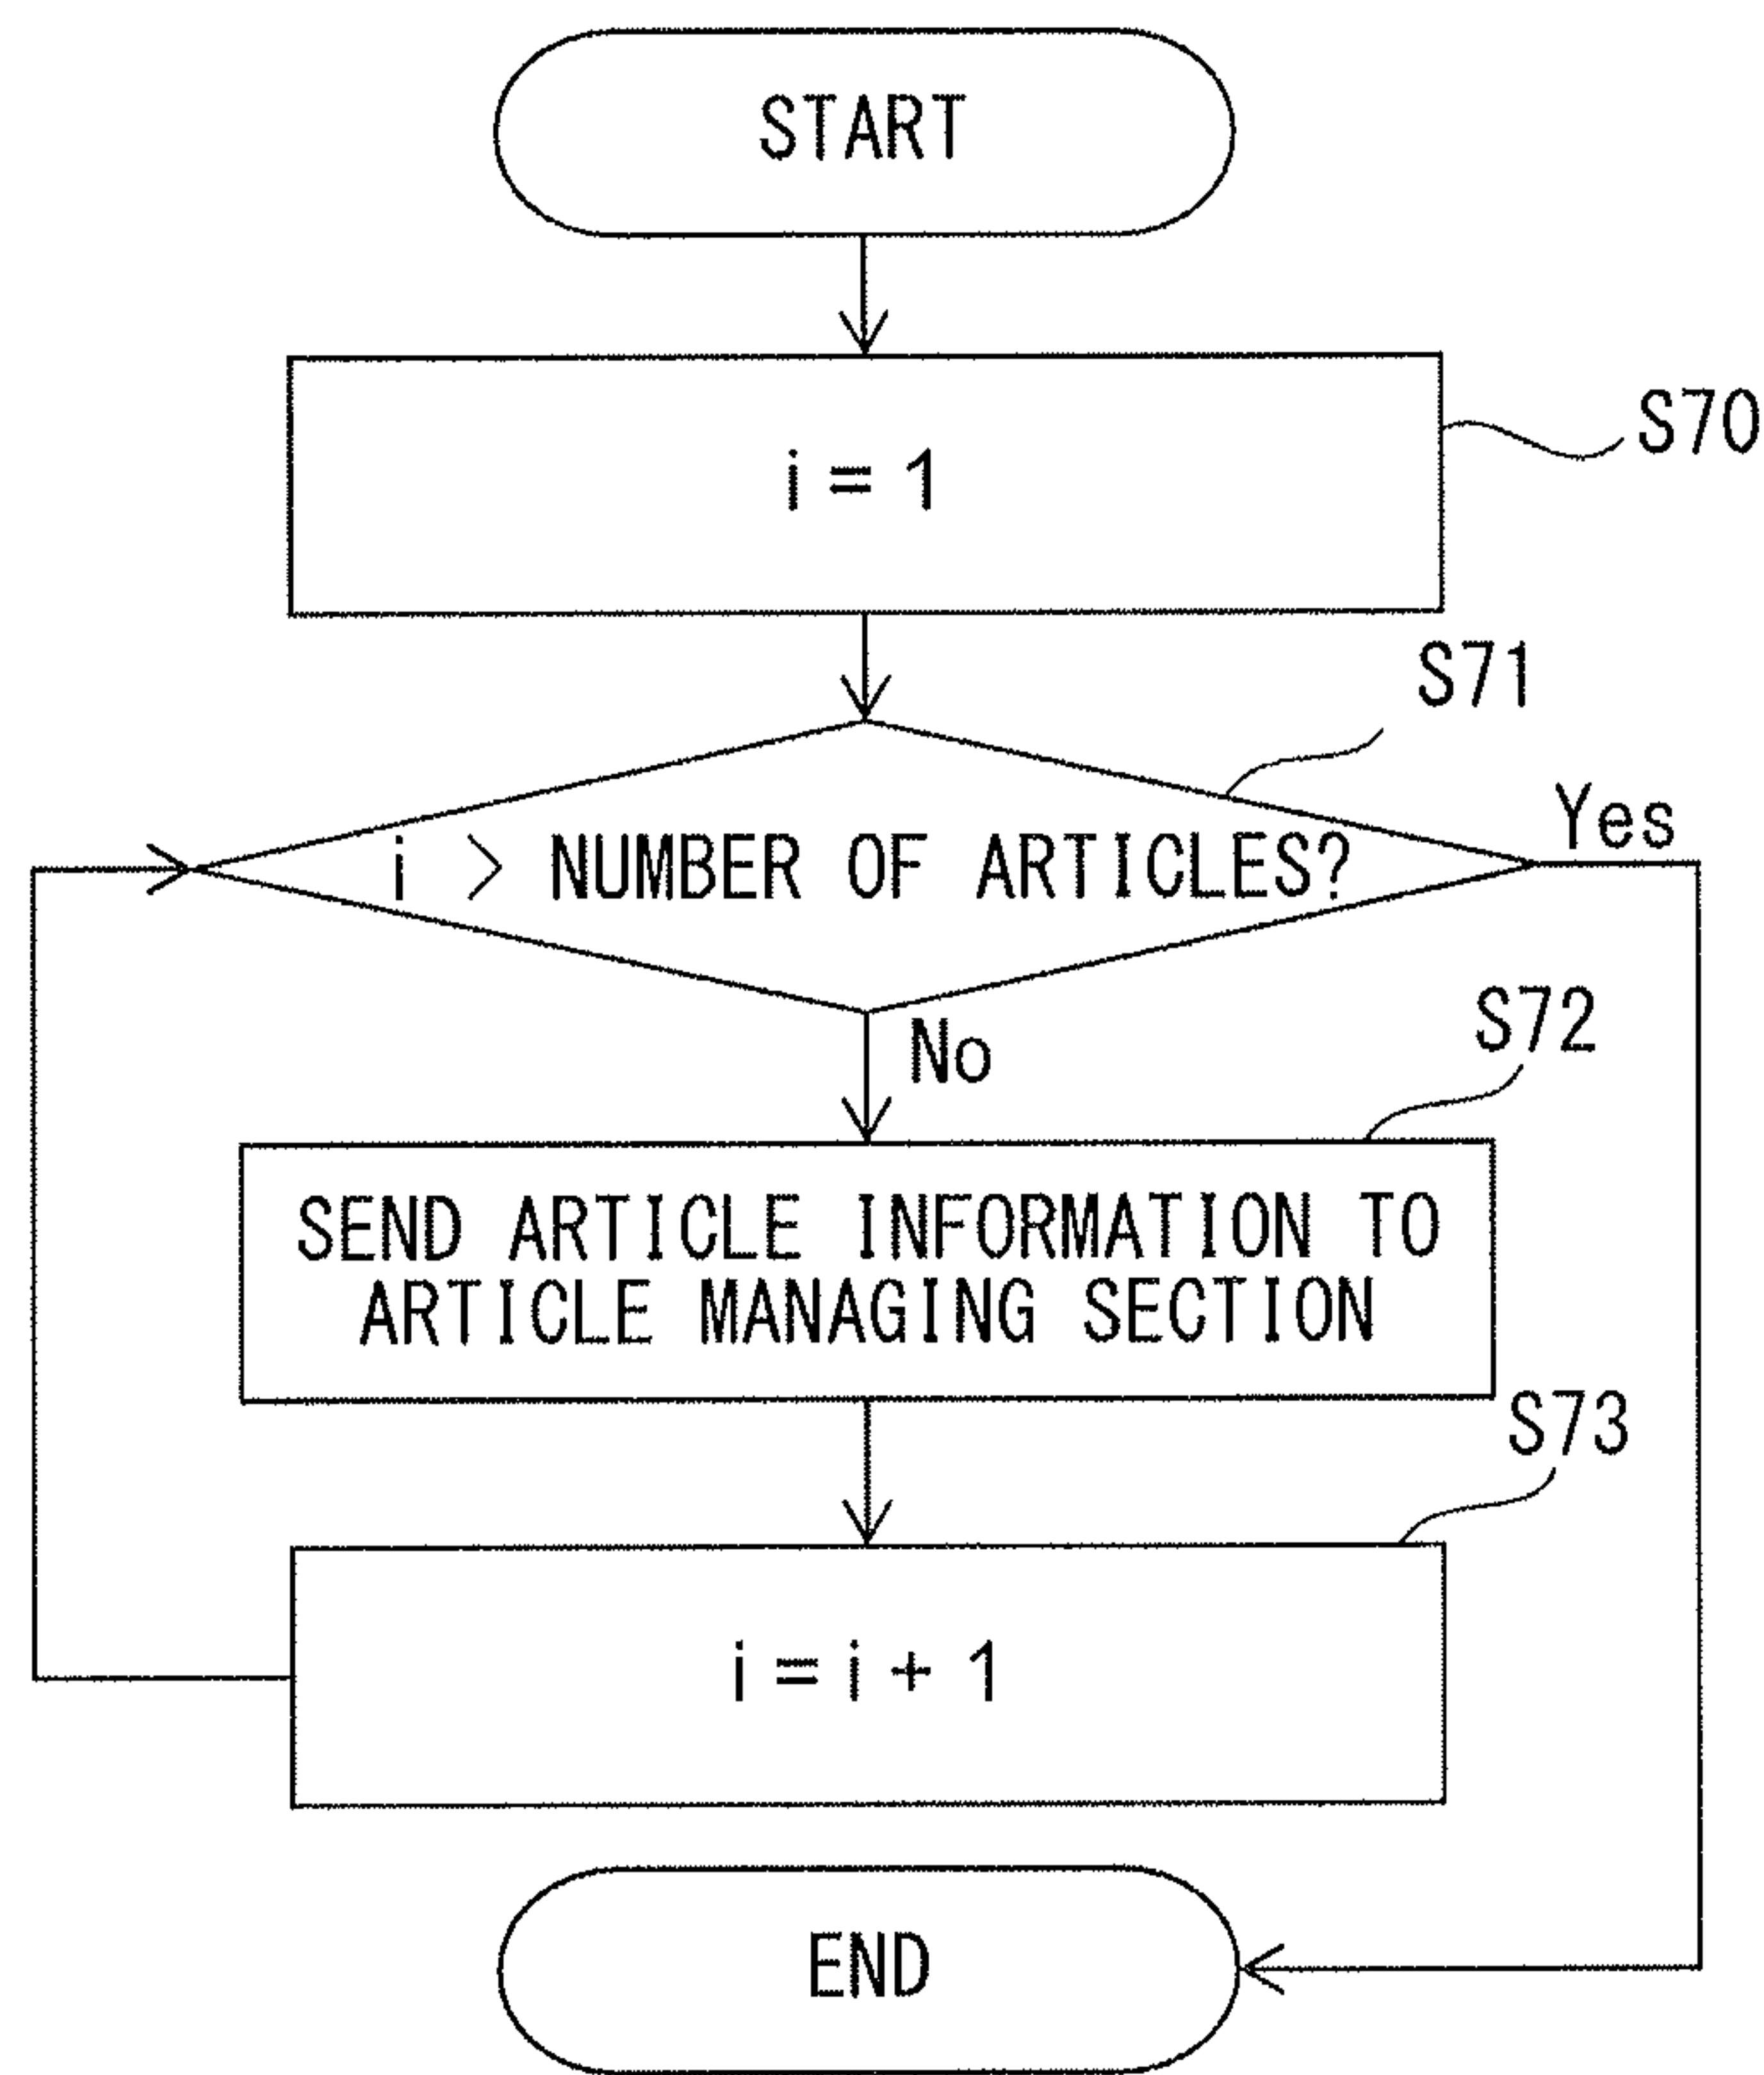 START
i = 1
S70
S71
i > NUMBER OF ARTICLES?
Yes
No
S72
SEND ARTICLE INFORMATION TO
ARTICLE MANAGING SECTION
S73
i = i + 1
END